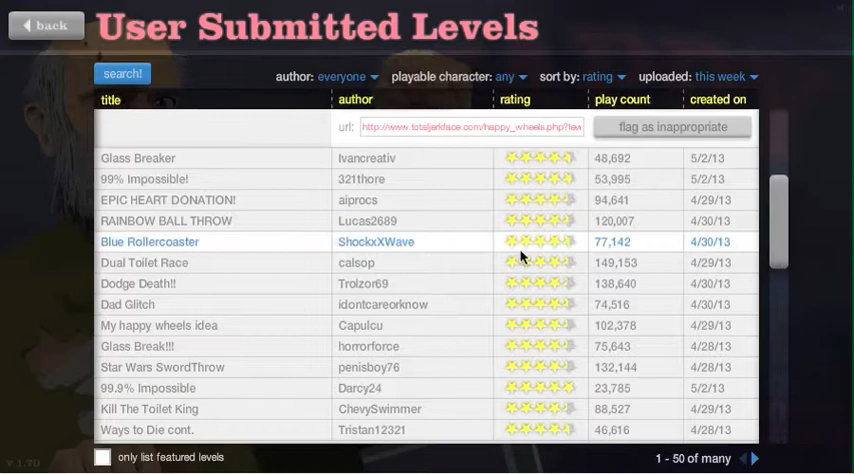 back
User Submitted Levels
search!
author: everyone playable character: any sort by: rating uploaded: this week
title author rating play count created on
url: http://www.totaljerkface.com/happy_wheels.php?lev flag as inappropriate
Glass Breaker Ivancreativ 48,692 5/2/13
99% Impossible! 321thore 53,995 5/2/13
EPIC HEART DONATION! aiprocs 94,641 4/29/13
RAINBOW BALL THROW Lucas2689 120,007 4/30/13
Blue Rollercoaster ShockxXWave 77,142 4/30/13
Dual Toilet Race calsop 149,153 4/29/13
Dodge Death!! Trolzor69 138,640 4/30/13
Dad Glitch idontcareorknow 74,516 4/30/13
My happy wheels idea Capulcu 102,378 4/29/13
Glass Break!!! horrorforce 75,643 4/28/13
Star Wars SwordThrow penisboy76 132,144 4/28/13
99.9% Impossible Darcy24 23,785 5/2/13
Kill The Toilet King ChevySwimmer 88,527 4/29/13
Ways to Die cont. Tristan12321 46,616 4/28/13
only list featured levels 1 - 50 of many
v 1.70